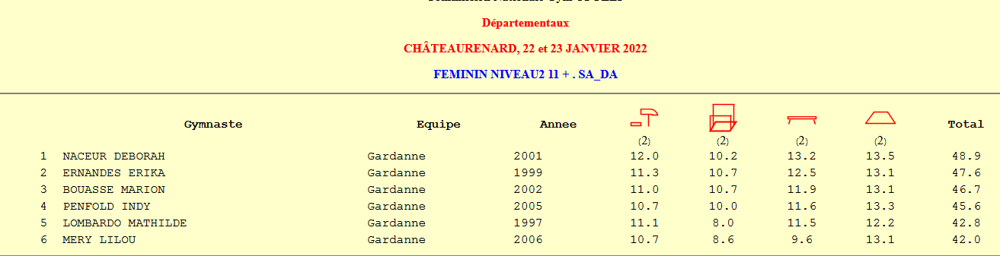 Départementaux
CHÂTEAURENARD, 22 et 23 JANVIER 2022
FEMININ NIVEAU2 11 + . SA_DA
Gymnaste Equipe Annee Total
(2) (2) (2) (2)
1 NACEUR DEBORAH Gardanne 2001 12.0 10.2 13.2 13.5 48.9
2 ERNANDES ERIKA Gardanne 1999 11.3 10.7 12.5 13.1 47.6
3 BOUASSE MARION Gardanne 2002 11.0 10.7 11.9 13.1 46.7
4 PENFOLD INDY Gardanne 2005 10.7 10.0 11.6 13.3 45.6
5 LOMBARDO MATHILDE Gardanne 1997 11.1 8.0 11.5 12.2 42.8
6 MERY LILOU Gardanne 2006 10.7 8.6 9.6 13.1 42.0